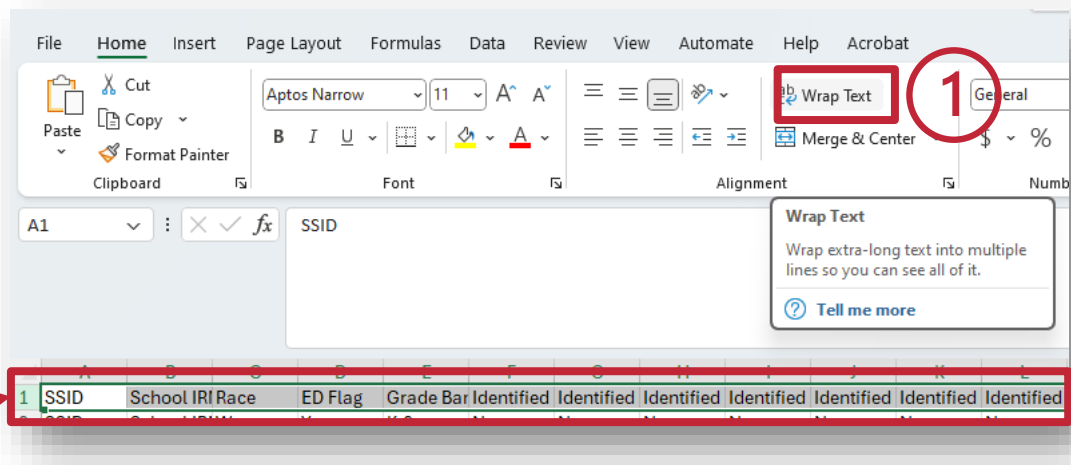 File Home Insert Page Layout Formulas Data Review View Automate Help Acrobat
Cut
Aptos Narrow 11 A^ A˅
ab Wrap Text
1
General
Paste
Copy
B I U A
Merge & Center
$ %
Format Painter
Clipboard Font Alignment Numb
A1 fx SSID
Wrap Text
Wrap extra-long text into multiple
lines so you can see all of it.
? Tell me more
1 SSID School IRI Race ED Flag Grade Bar Identified Identified Identified Identified Identified Identified Identified